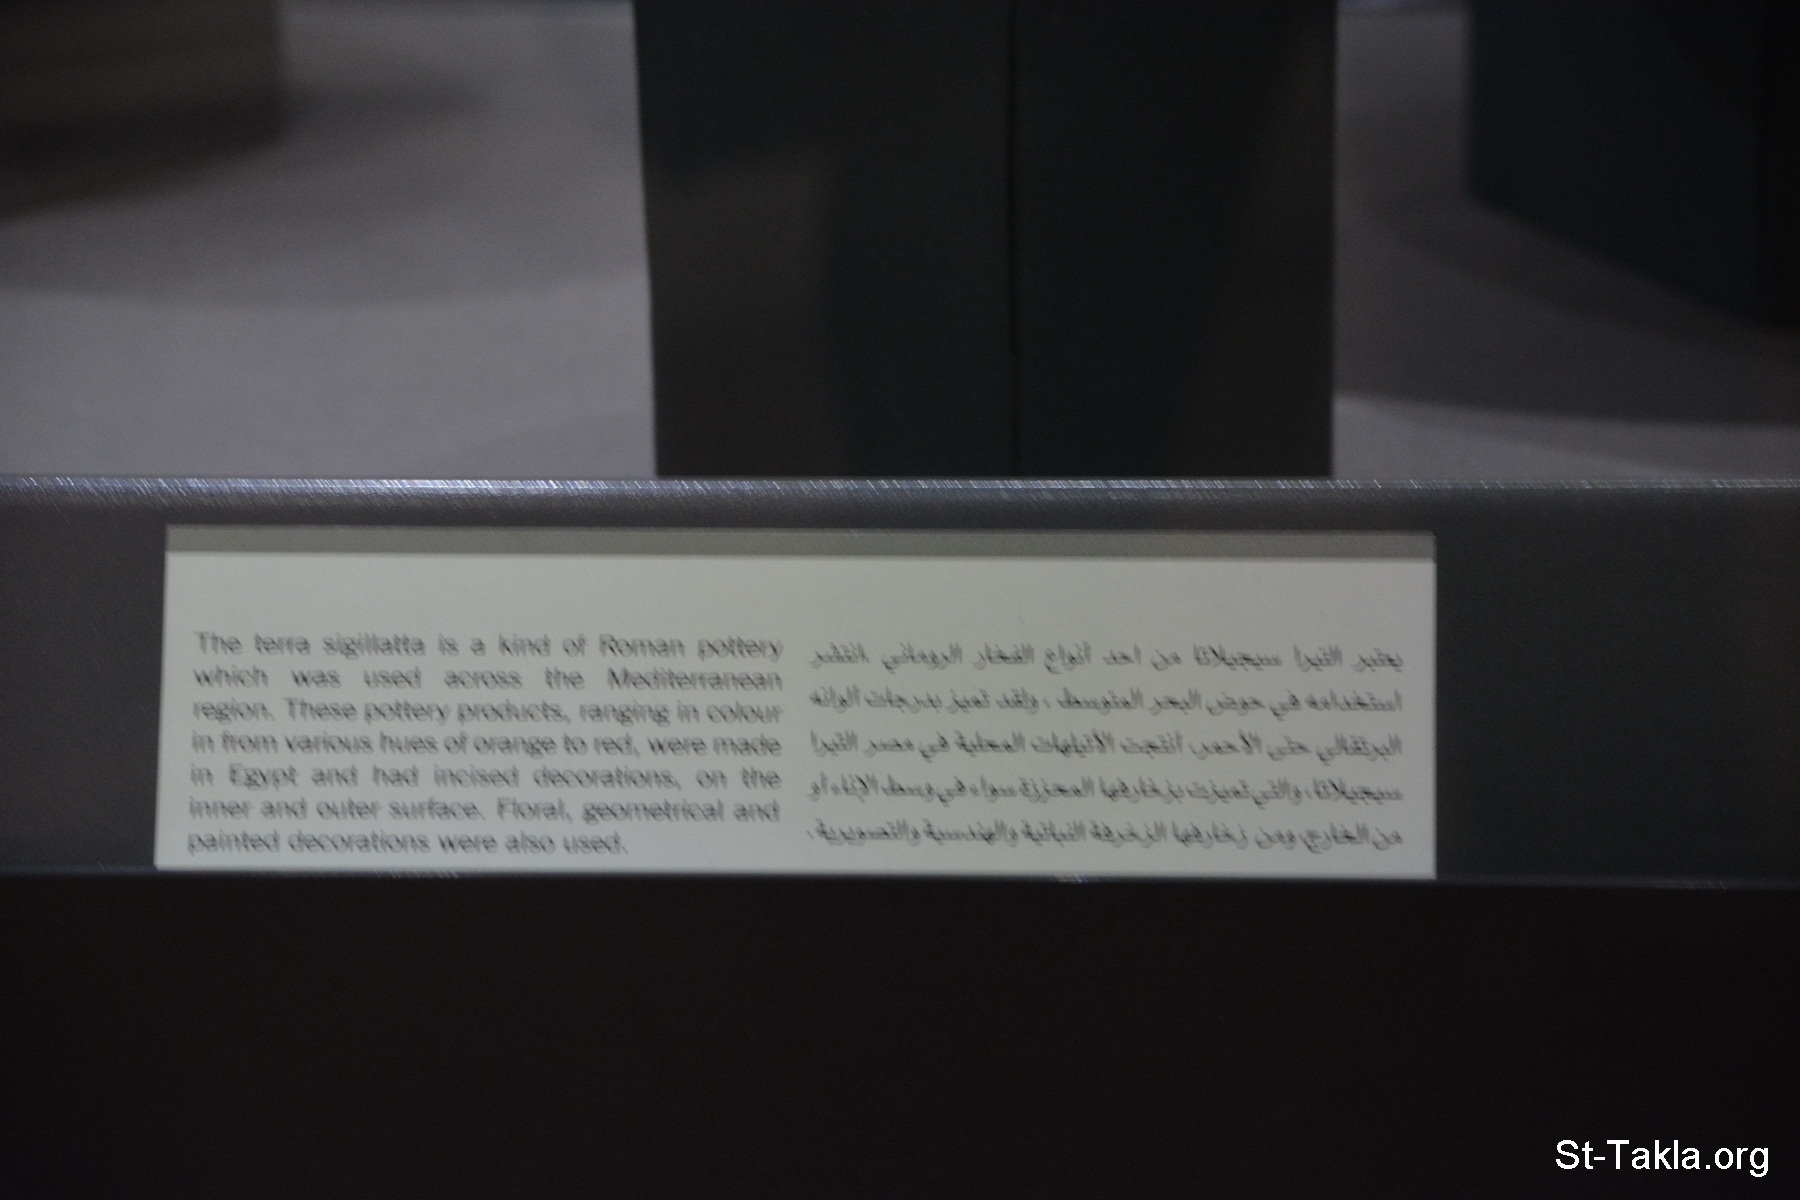 The terra sigillatta is a kind of Roman pottery
which was used across the Mediterranean
region. These pottery products, ranging in colour
in from various hues of orange to red, were made
in Egypt and had incised decorations, on the
inner and outer surface. Floral, geometrical and
painted decorations were also used.
يعتبر التيرا سيجيلاتا من احد أنواع الفخار الروماني انتشر
استخدامه في حوض البحر المتوسط ، ولقد تميز بدرجات ألوانه
البرتقالي حتى الأحمر، أنتجت الأتيليهات المحلية في مصر التيرا
سيجيلاتا، والتي تميزت بزخارفها المحززة سواء في وسط الإناء أو
من الخارج، ومن زخارفها الزخرفة النباتية والهندسية والتصويرية.
St-Takla.org